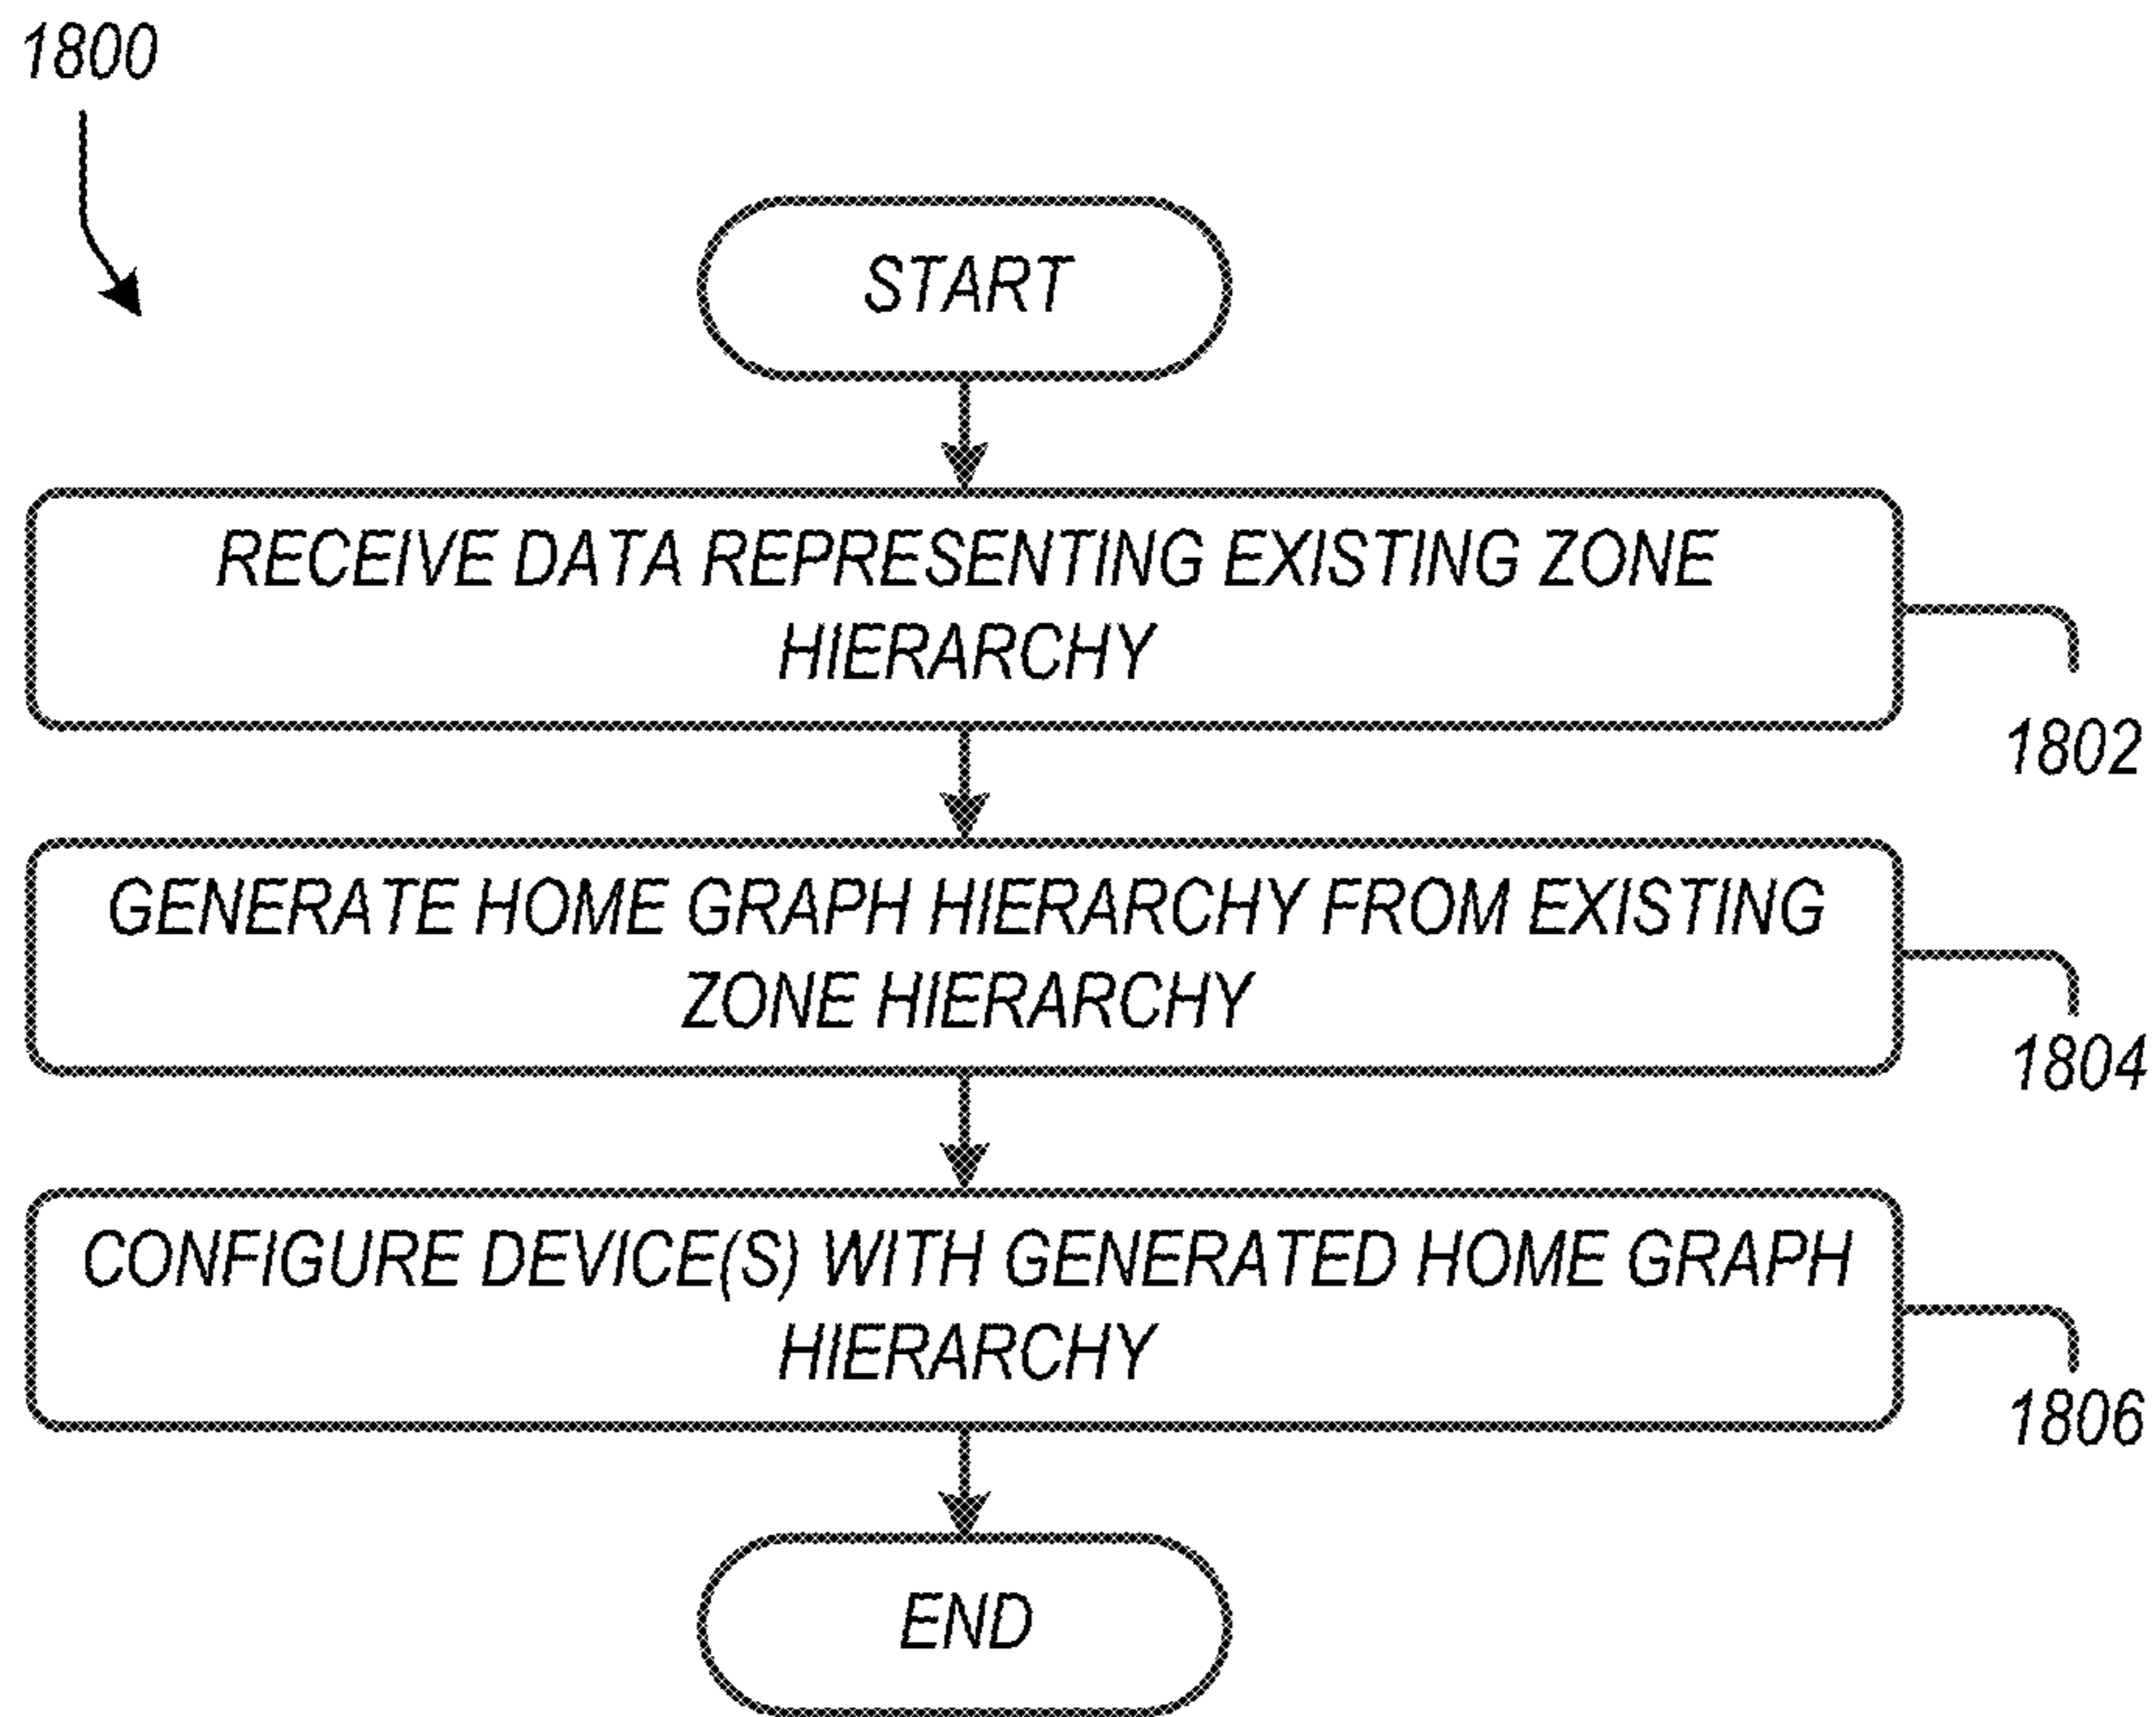 1800
START
RECEIVE DATA REPRESENTING EXISTING ZONE
HIERARCHY
1802
GENERATE HOME GRAPH HIERARCHY FROM EXISTING
ZONE HIERARCHY
1804
CONFIGURE DEVICE(S) WITH GENERATED HOME GRAPH
HIERARCHY
1806
END